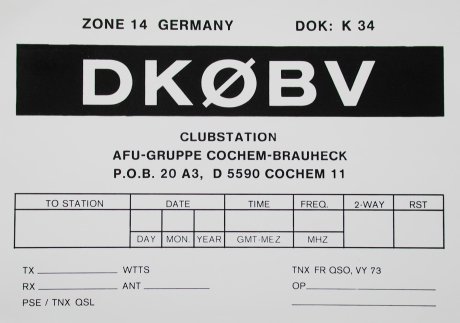 ZONE 14 GERMANY DOK: K 34
DKØBV
CLUBSTATION
AFU-GRUPPE COCHEM-BRAUHECK
P.O.B. 20 A3, D 5590 COCHEM 11
TO STATION DATE TIME FREQ. 2-WAY RST
DAY MON. YEAR GMT-MEZ MHZ
TX WTTS TNX FR QSO, VY 73
RX ANT OP
PSE / TNX QSL